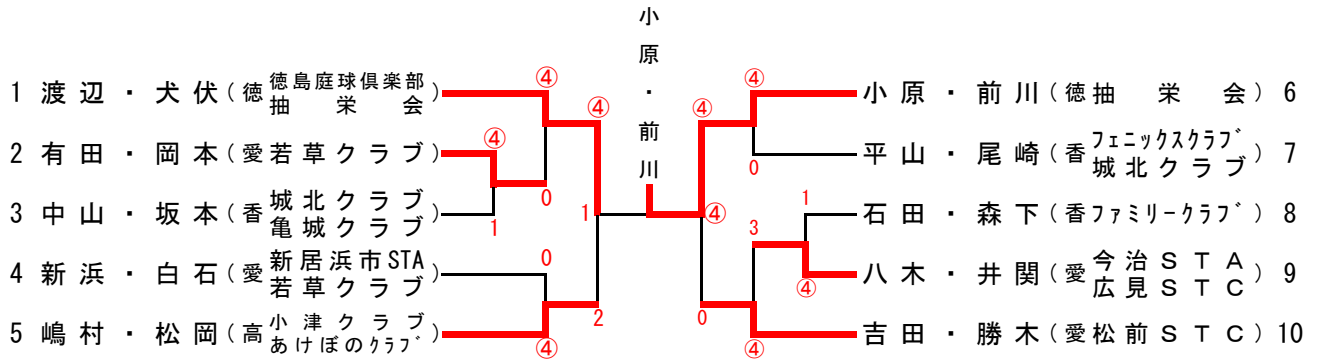 小原・前川
1 渡辺・犬伏(徳 徳島庭球倶楽部 抽栄会)
2 有田・岡本(愛 若草クラブ)
3 中山・坂本(香 城北クラブ 亀城クラブ)
4 新浜・白石(愛 新居浜市STA 若草クラブ)
5 嶋村・松岡(高 小津クラブ あけぼのクラブ)
④
④
④
0
1
1
0
2
④
④
④
④
0
1
3
④
0
④
小原・前川(徳 抽栄会) 6
平山・尾崎(香 フェニックスクラブ 城北クラブ) 7
石田・森下(香 ファミリークラブ) 8
八木・井関(愛 今治STA 広見STC) 9
吉田・勝木(愛 松前STC) 10